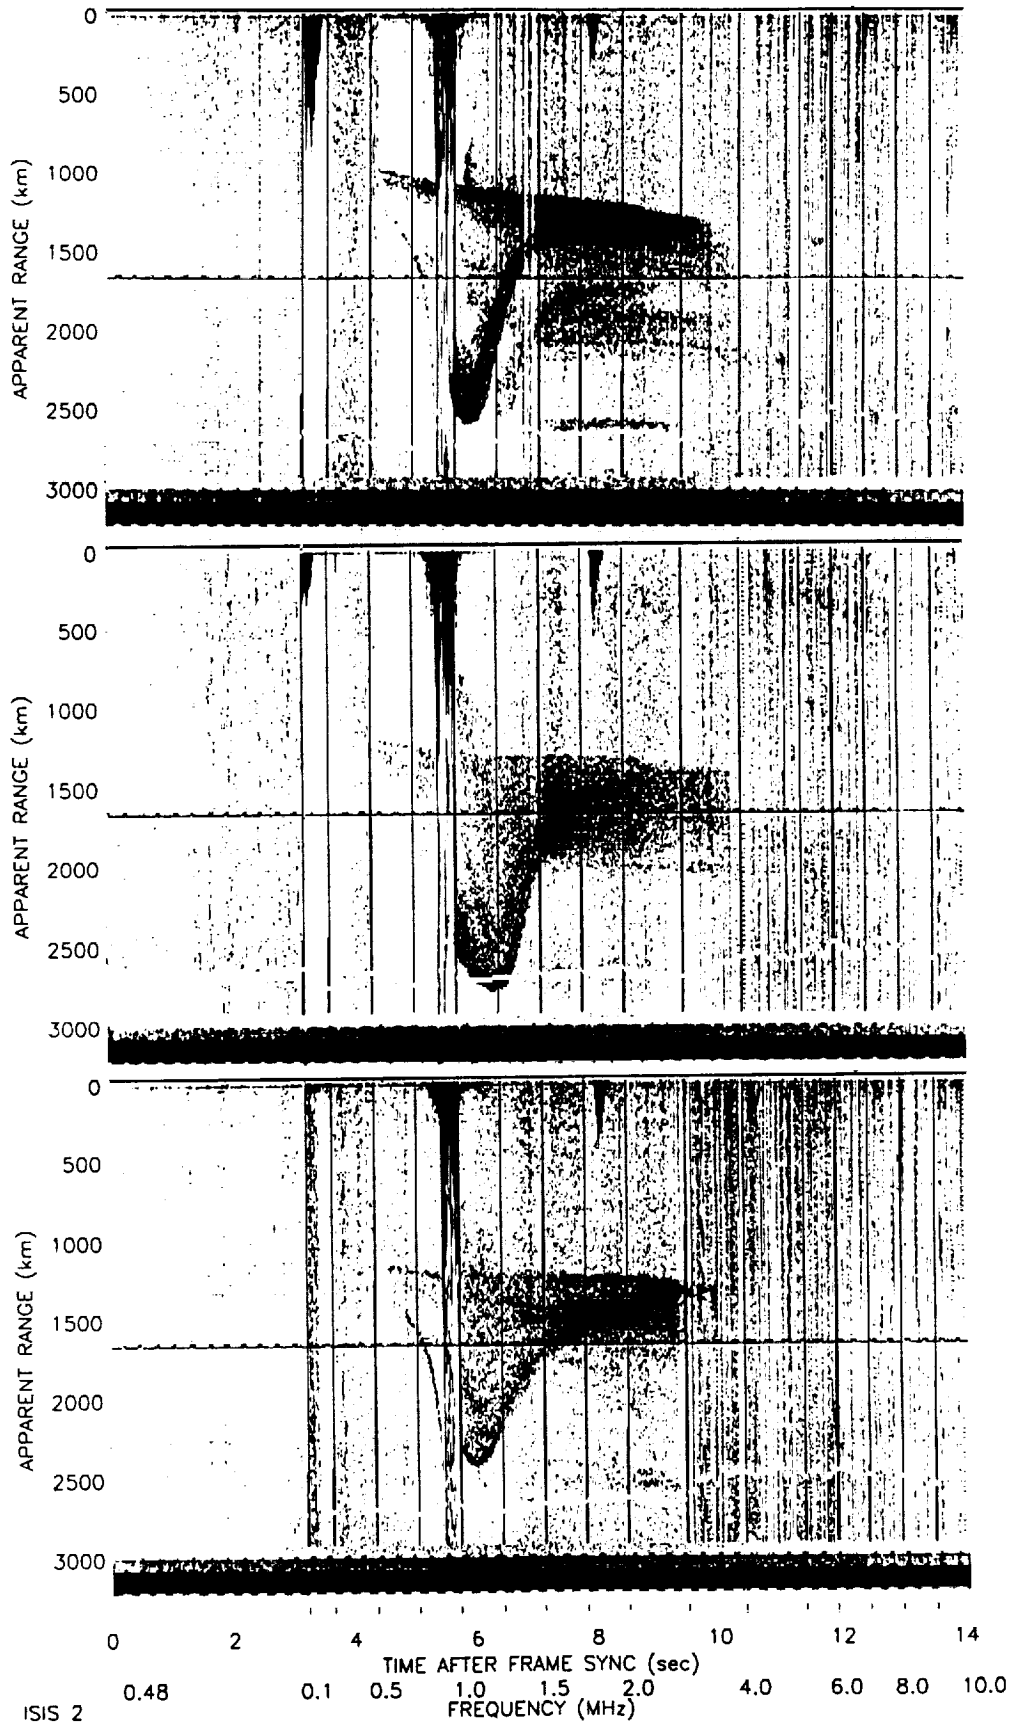 0
500
1000
1500
2000
2500
3000
APPARENT RANGE (km)
0
500
1000
1500
2000
2500
3000
APPARENT RANGE (km)
0
500
1000
1500
2000
2500
3000
APPARENT RANGE (km)
0 2 4 6 8 10 12 14
TIME AFTER FRAME SYNC (sec)
0.48 0.1 0.5 1.0 1.5 2.0 4.0 6.0 8.0 10.0
FREQUENCY (MHz)
ISIS 2